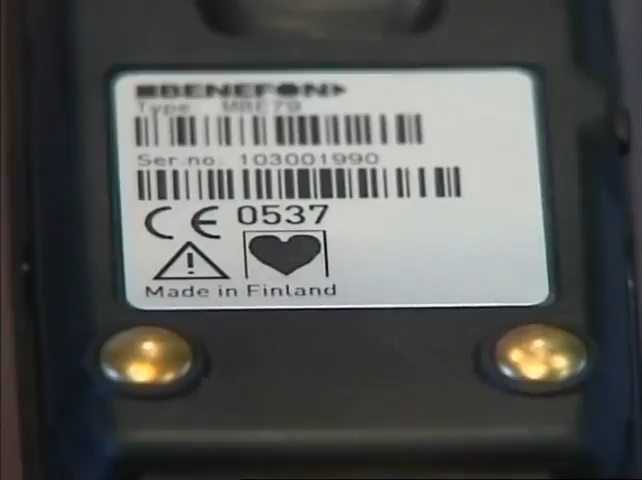 BENEFON
Type: MBE79
Ser.no: 103001990
CE 0537
Made in Finland